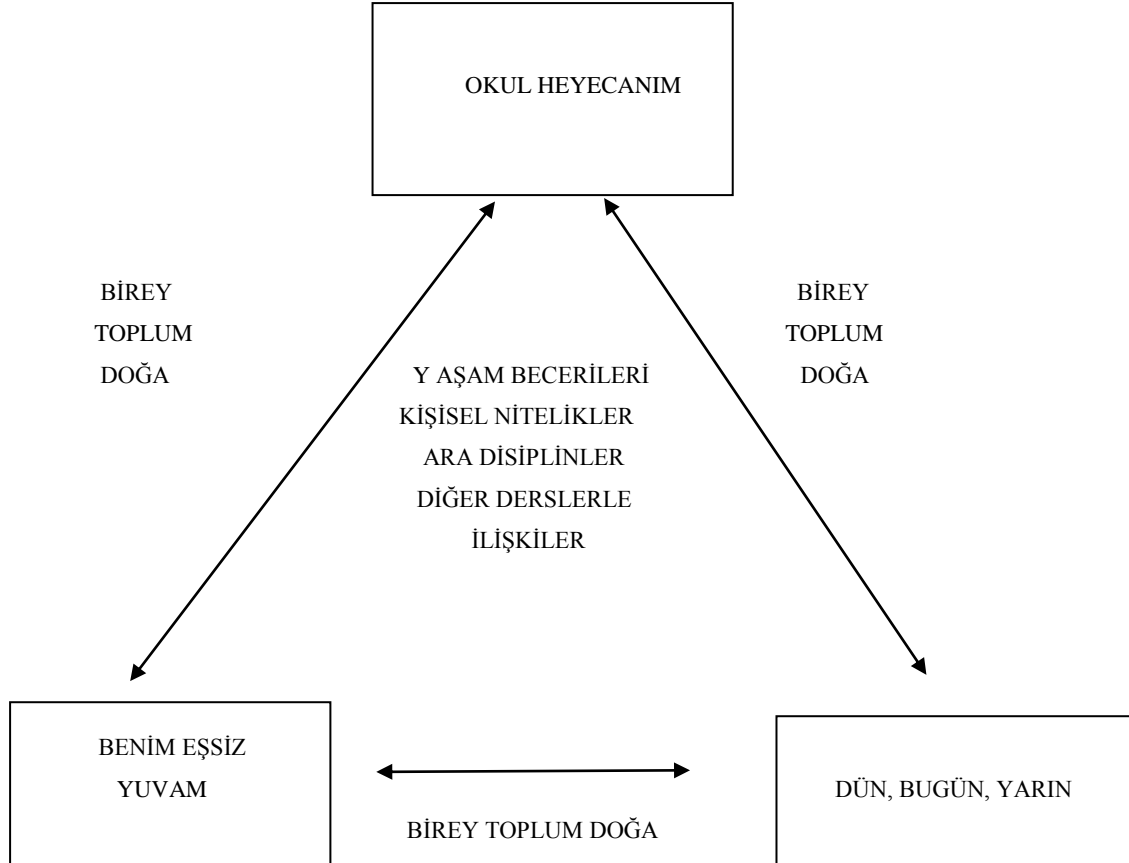 OKUL HEYECANIM
BİREY
TOPLUM
DOĞA
BİREY
TOPLUM
DOĞA
Y AŞAM BECERİLERİ
KİŞİSEL NİTELİKLER
ARA DİSİPLİNLER
DİĞER DERSLERLE
İLİŞKİLER
BENİM EŞSİZ
YUVAM
BİREY TOPLUM DOĞA
DÜN, BUGÜN, YARIN